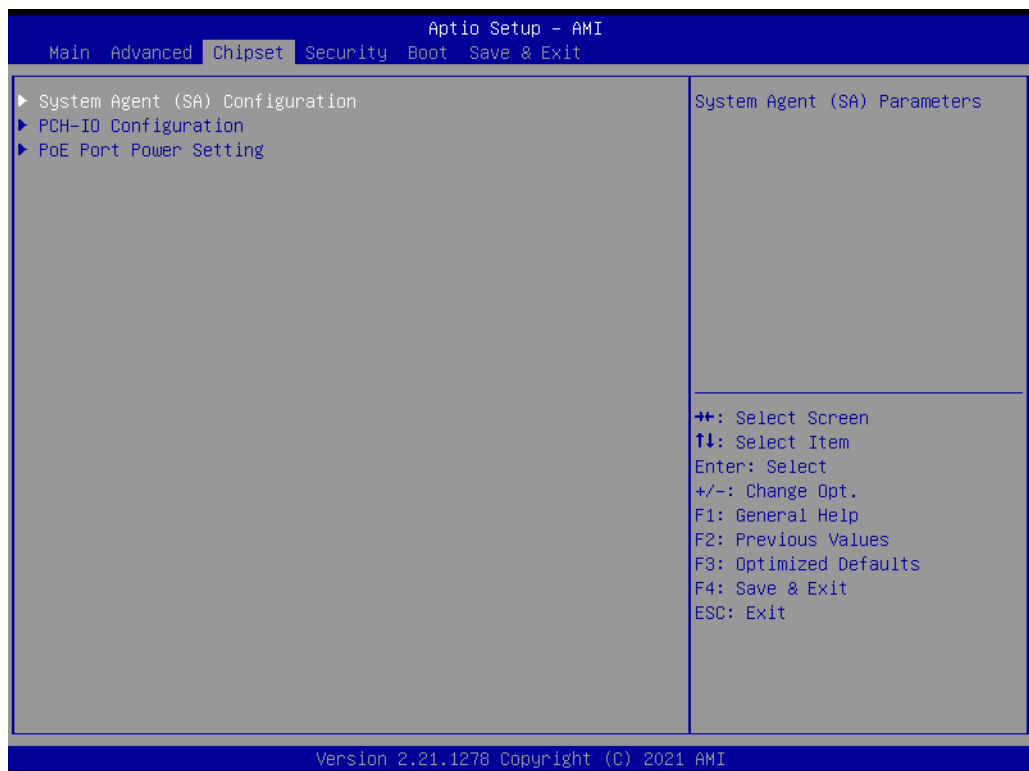 Aptio Setup – AMI
Main Advanced Chipset Security Boot Save & Exit
▶ System Agent (SA) Configuration
▶ PCH-IO Configuration
▶ PoE Port Power Setting
System Agent (SA) Parameters
→←: Select Screen
↑↓: Select Item
Enter: Select
+/-: Change Opt.
F1: General Help
F2: Previous Values
F3: Optimized Defaults
F4: Save & Exit
ESC: Exit
Version 2.21.1278 Copyright (C) 2021 AMI